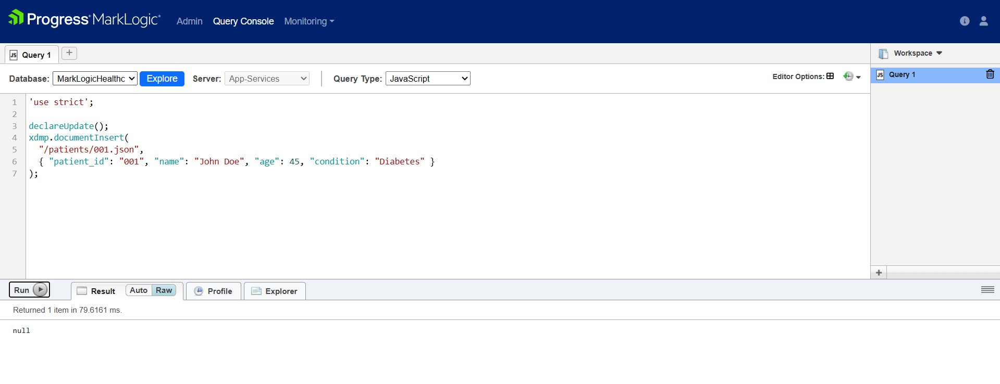 Progress® MarkLogic® Admin Query Console Monitoring
JS Query 1 +
Workspace
Database: MarkLogicHealthc Explore Server: App-Services Query Type: JavaScript Editor Options:
JS Query 1
1 'use strict';
2
3 declareUpdate();
4 xdmp.documentInsert(
5 "/patients/001.json",
6 { "patient_id": "001", "name": "John Doe", "age": 45, "condition": "Diabetes" }
7 );
+
Run Result Auto Raw Profile Explorer
Returned 1 item in 79.6161 ms.
null